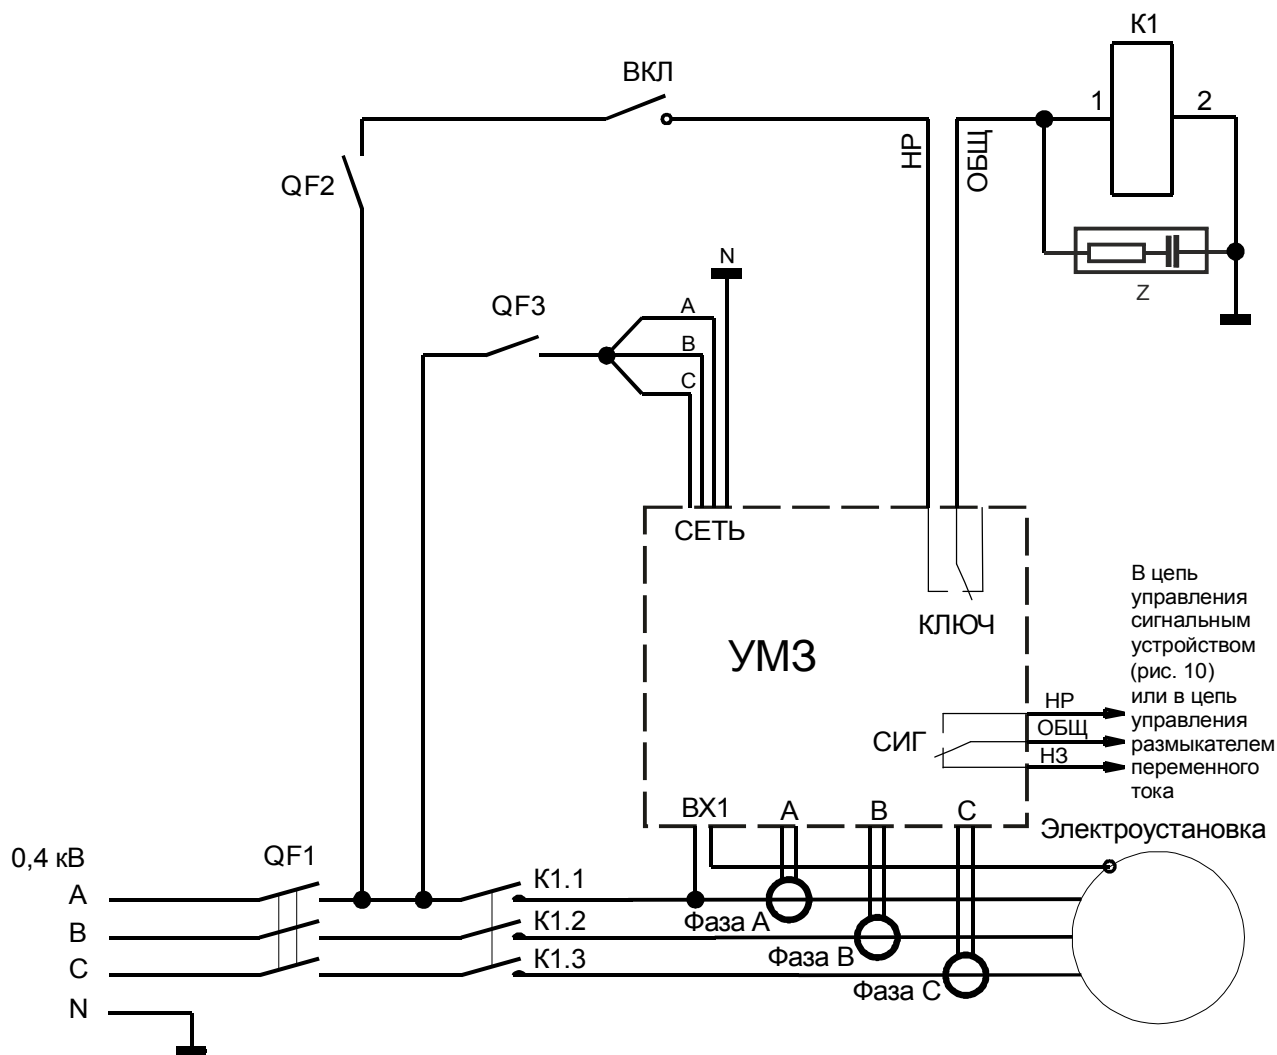 К1
ВКЛ
1
2
НР
ОБЩ
QF2
N
Z
QF3
A
B
C
СЕТЬ
КЛЮЧ
УМЗ
В цепь
управления
сигнальным
устройством
(рис. 10)
или в цепь
управления
размыкателем
переменного
тока
НР
ОБЩ
НЗ
СИГ
ВХ1
A
B
C
Электроустановка
0,4 кВ
QF1
A
К1.1
Фаза А
B
К1.2
Фаза В
C
К1.3
Фаза С
N